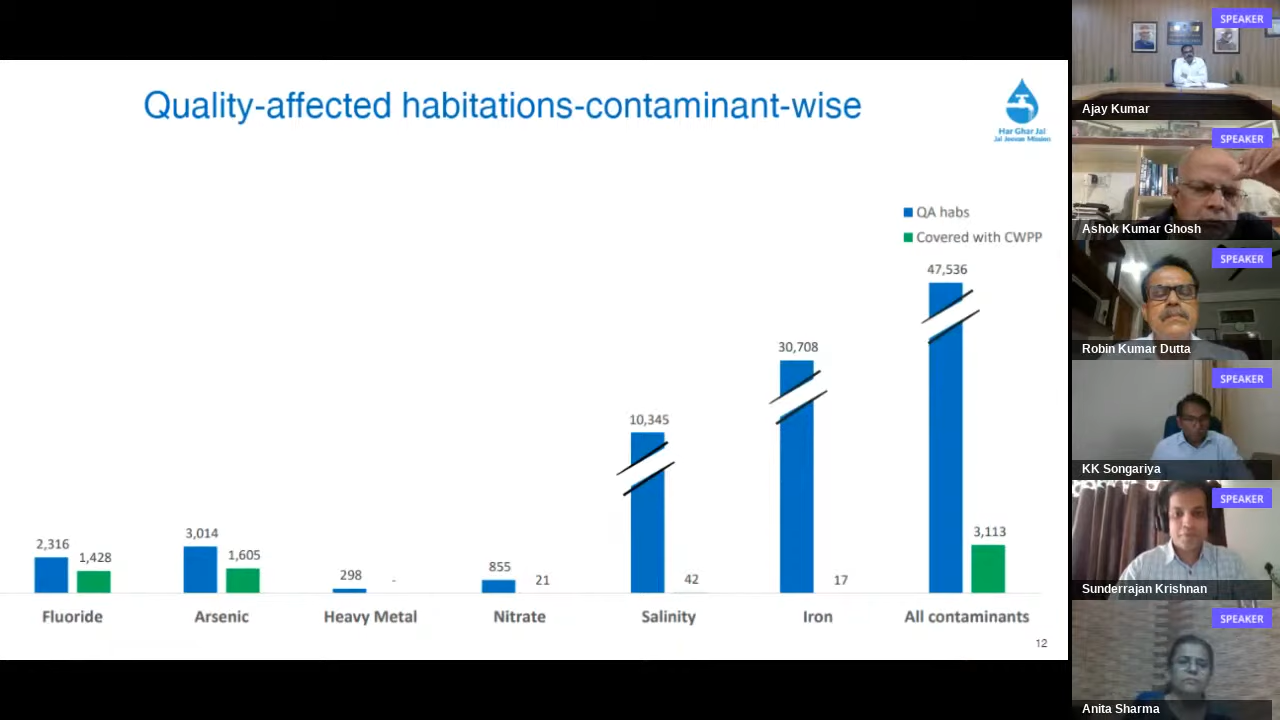 Quality-affected habitations-contaminant-wise
Har Ghar Jal
Jal Jeevan Mission
QA habs
Covered with CWPP
47,536
30,708
10,345
3,113
3,014
2,316
1,605
1,428
298
-
855
21
42
17
Fluoride
Arsenic
Heavy Metal
Nitrate
Salinity
Iron
All contaminants
12
SPEAKER
Ajay Kumar
SPEAKER
Ashok Kumar Ghosh
SPEAKER
Robin Kumar Dutta
SPEAKER
KK Songariya
SPEAKER
Sunderrajan Krishnan
SPEAKER
Anita Sharma